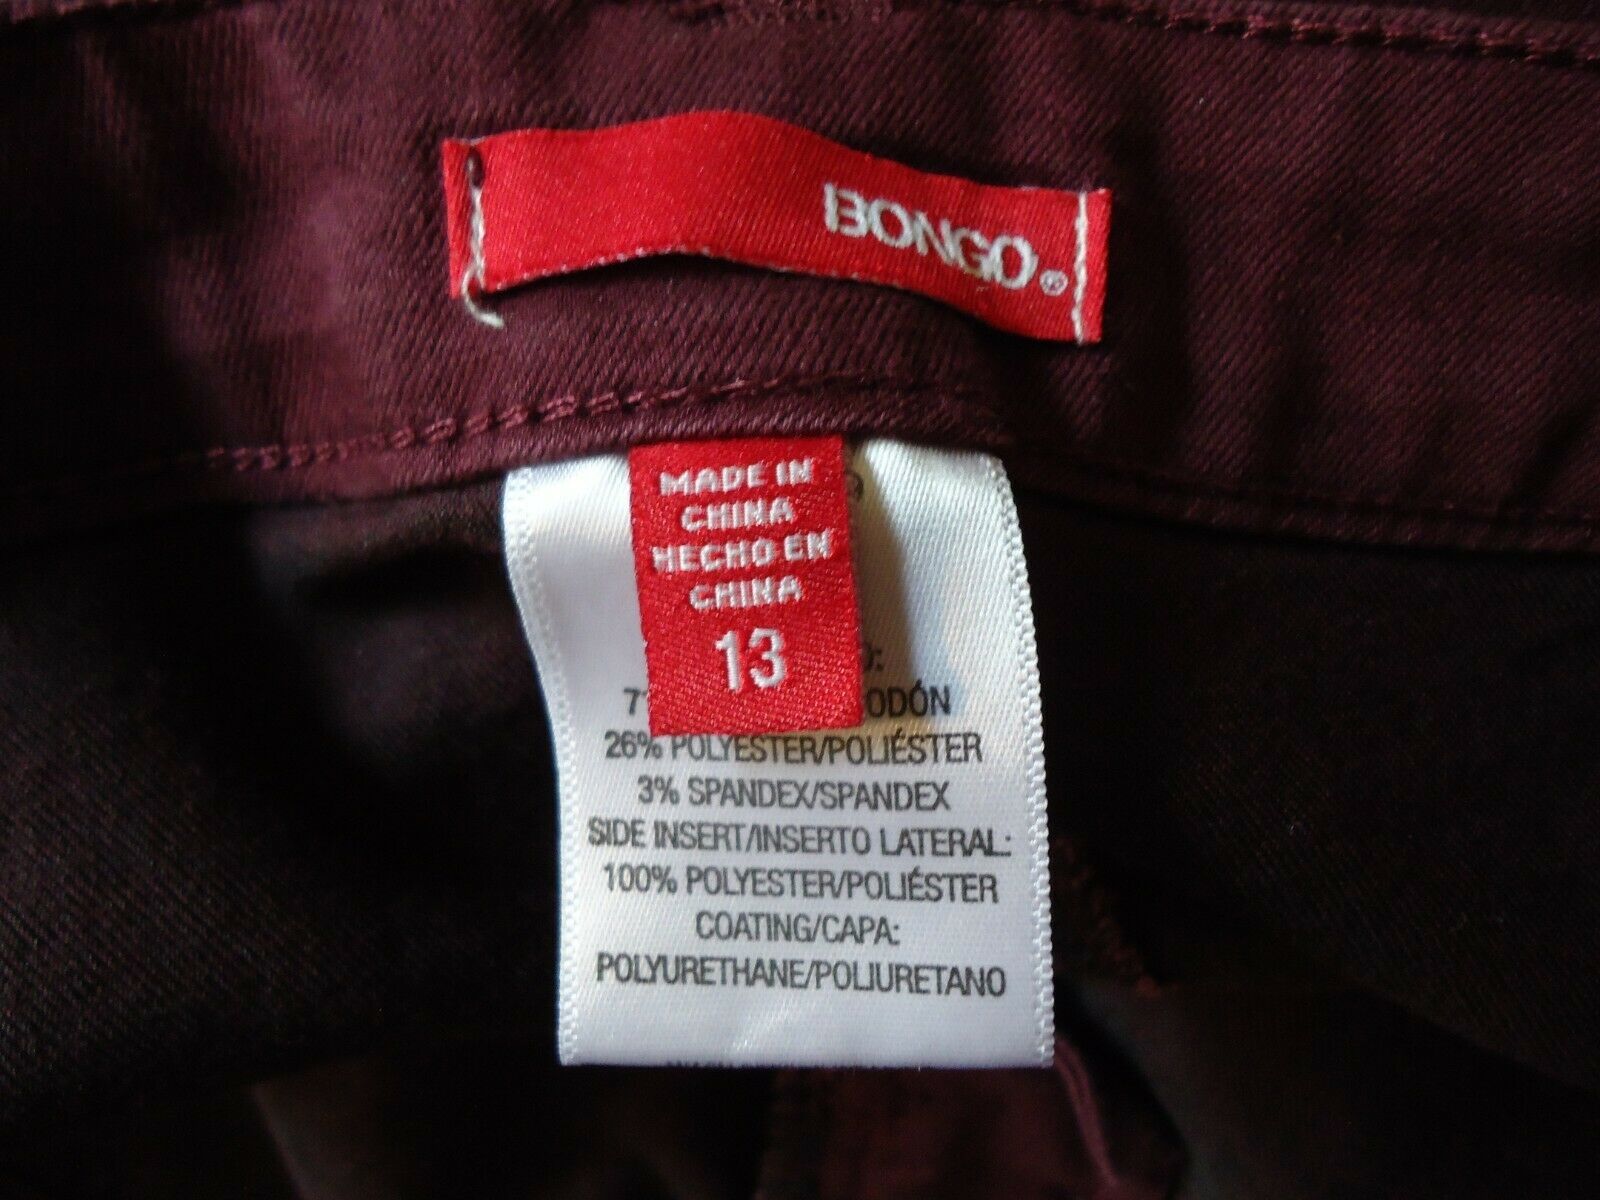 BONGO®
MADE IN
CHINA
HECHO EN
CHINA
13
26% POLYESTER/POLIÉSTER
3% SPANDEX/SPANDEX
SIDE INSERT/INSERTO LATERAL:
100% POLYESTER/POLIÉSTER
COATING/CAPA:
POLYURETHANE/POLIURETANO